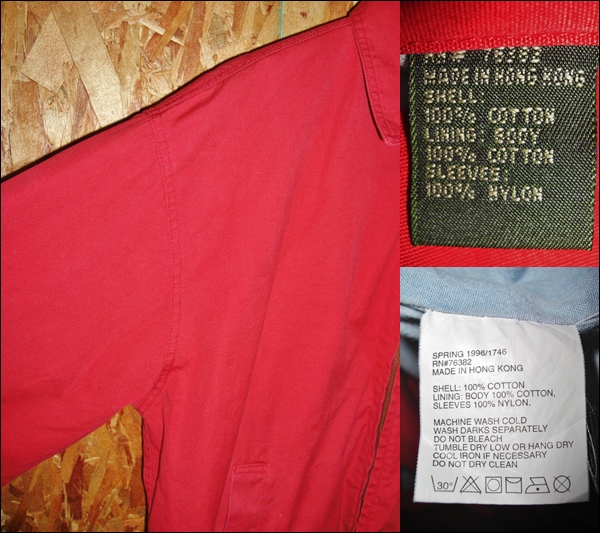 MADE IN HONG KONG
SHELL:
100% COTTON
LINING: BODY
100% COTTON
SLEEVES:
100% NYLON
SPRING 1996/1746
RN#76382
MADE IN HONG KONG
SHELL: 100% COTTON
LINING: BODY 100% COTTON,
SLEEVES 100% NYLON.
MACHINE WASH COLD
WASH DARKS SEPARATELY
DO NOT BLEACH
TUMBLE DRY LOW OR HANG DRY
COOL IRON IF NECESSARY
DO NOT DRY CLEAN
30°